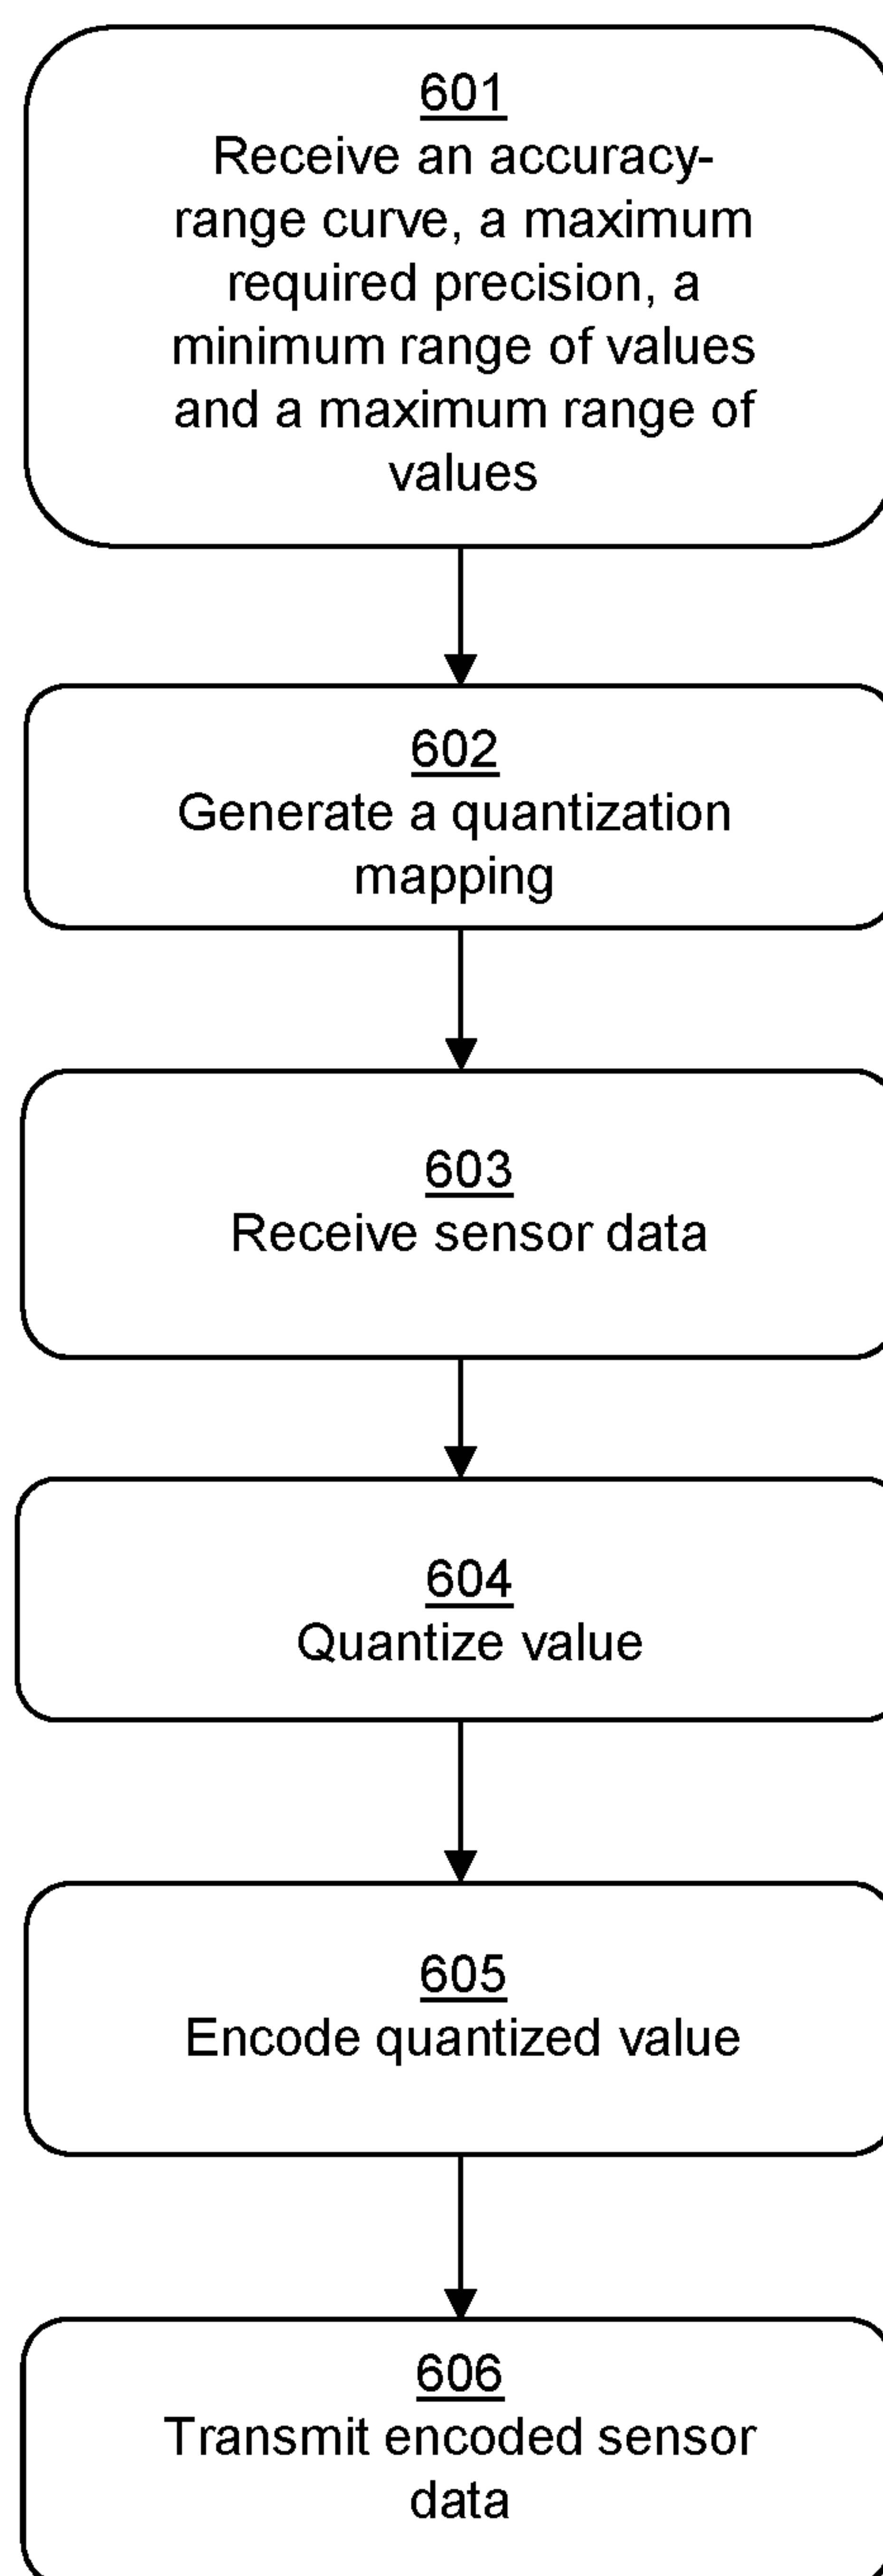 601
Receive an accuracy-
range curve, a maximum
required precision, a
minimum range of values
and a maximum range of
values
602
Generate a quantization
mapping
603
Receive sensor data
604
Quantize value
605
Encode quantized value
606
Transmit encoded sensor
data